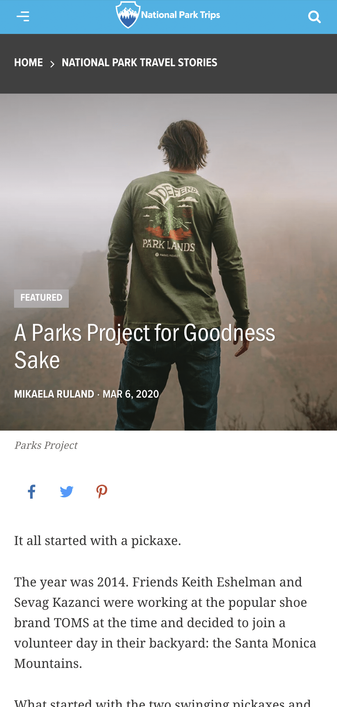 National Park Trips
HOME > NATIONAL PARK TRAVEL STORIES
DEFEND
PARK LANDS
FEATURED
A Parks Project for Goodness
Sake
MIKAELA RULAND · MAR 6, 2020
Parks Project
It all started with a pickaxe.
The year was 2014. Friends Keith Eshelman and
Sevag Kazanci were working at the popular shoe
brand TOMS at the time and decided to join a
volunteer day in their backyard: the Santa Monica
Mountains.
What started with the two swinging pickaxes and